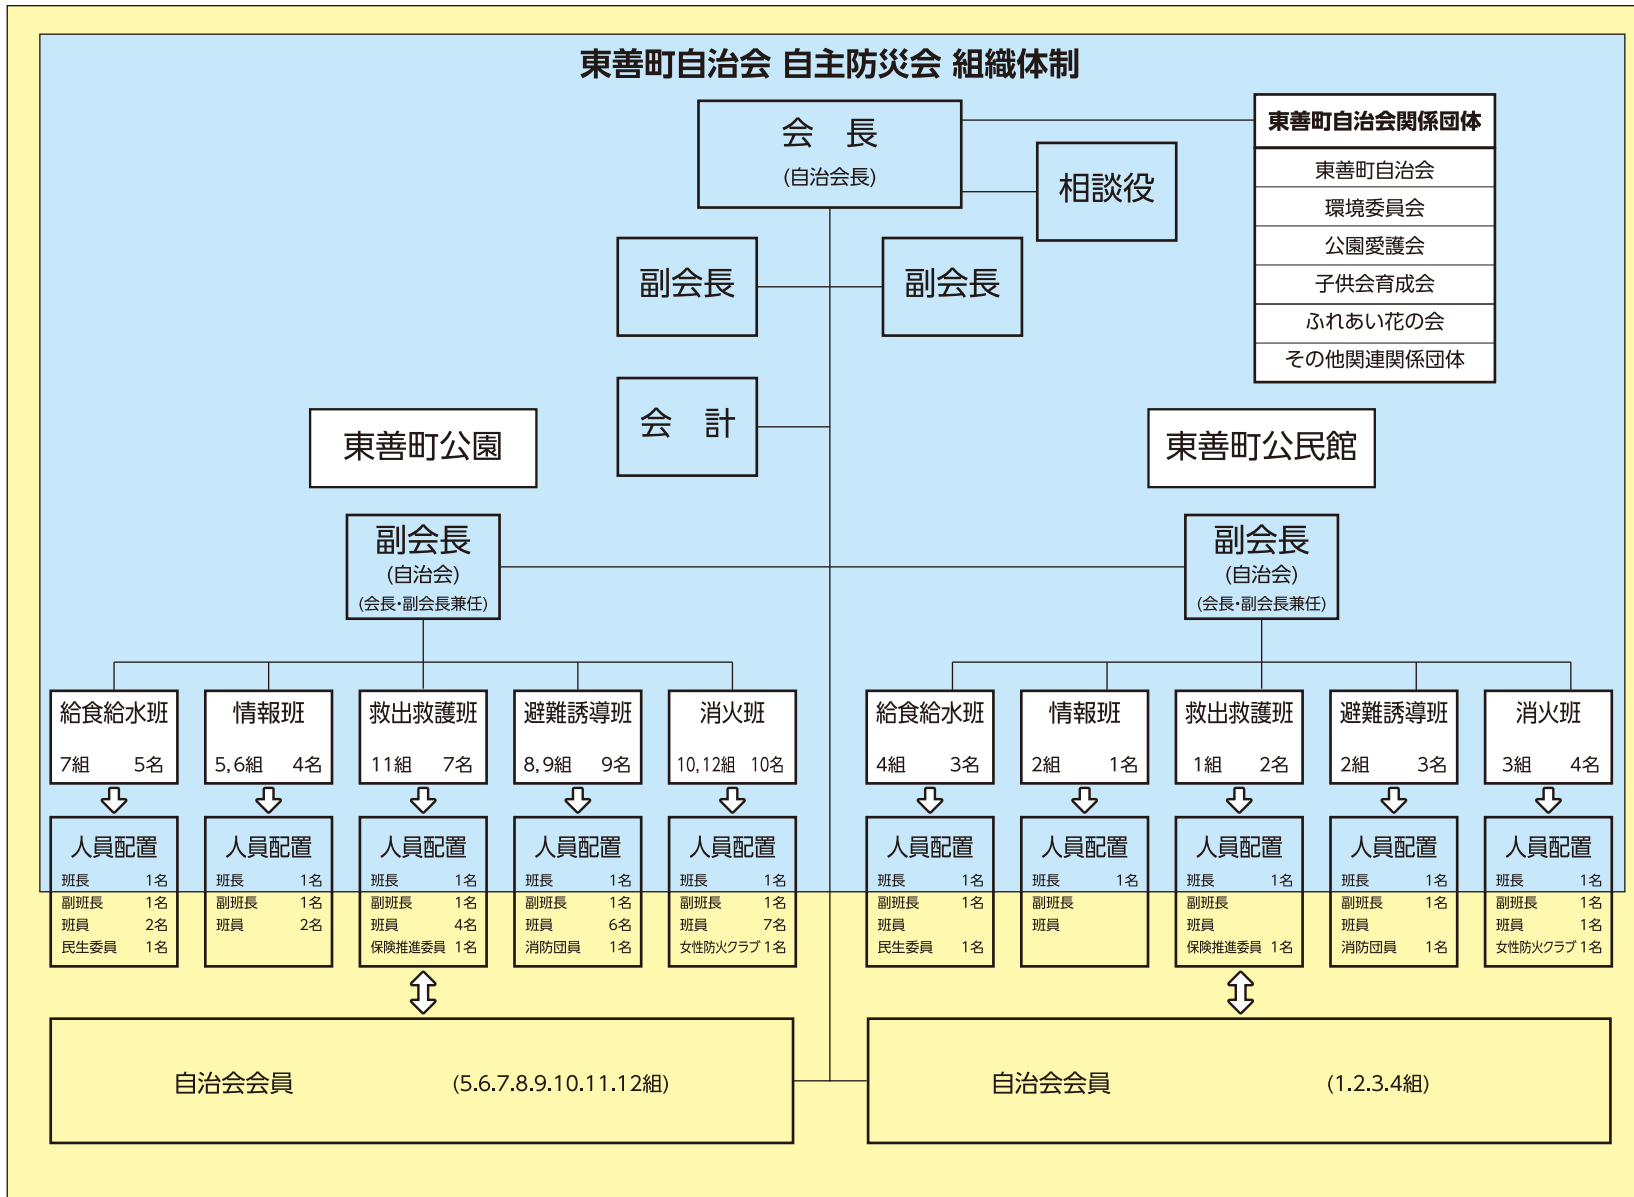 東善町自治会 自主防災会 組織体制
会　長
(自治会長)
相談役
東善町自治会関係団体
東善町自治会
環境委員会
公園愛護会
子供会育成会
ふれあい花の会
その他関連関係団体
副会長
副会長
会　計
東善町公園
東善町公民館
副会長
(自治会)
(会長・副会長兼任)
副会長
(自治会)
(会長・副会長兼任)
給食給水班
7組 5名
情報班
5,6組 4名
救出救護班
11組 7名
避難誘導班
8,9組 9名
消火班
10,12組 10名
給食給水班
4組 3名
情報班
2組 1名
救出救護班
1組 2名
避難誘導班
2組 3名
消火班
3組 4名
人員配置
班長 1名
副班長 1名
班員 2名
民生委員 1名
人員配置
班長 1名
副班長 1名
班員 2名
人員配置
班長 1名
副班長 1名
班員 4名
保険推進委員 1名
人員配置
班長 1名
副班長 1名
班員 6名
消防団員 1名
人員配置
班長 1名
副班長 1名
班員 7名
女性防火クラブ 1名
人員配置
班長 1名
副班長 1名
班員
民生委員 1名
人員配置
班長 1名
副班長
班員
人員配置
班長 1名
副班長
班員
保険推進委員 1名
人員配置
班長 1名
副班長 1名
班員
消防団員 1名
人員配置
班長 1名
副班長 1名
班員 1名
女性防火クラブ 1名
自治会会員 (5.6.7.8.9.10.11.12組)
自治会会員 (1.2.3.4組)